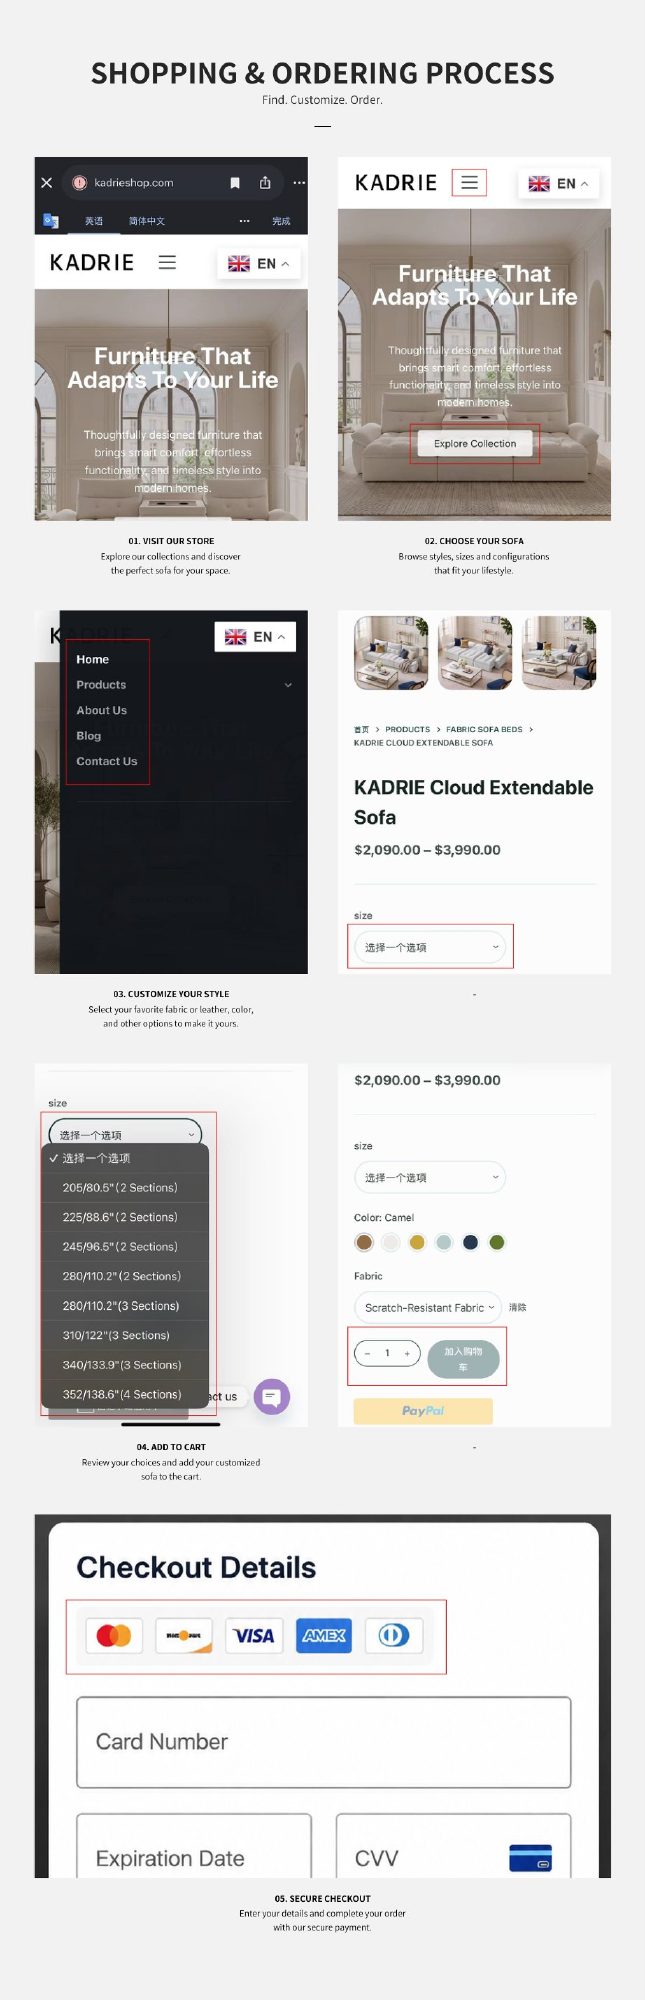 SHOPPING & ORDERING PROCESS
Find. Customize. Order.
kadrieshop.com
英语
简体中文
完成
KADRIE
EN
Furniture That
Adapts To Your Life
Thoughtfully designed furniture that
brings smart comfort, effortless
functionality, and timeless style into
modern homes.
01. VISIT OUR STORE
Explore our collections and discover
the perfect sofa for your space.
KADRIE
EN
Furniture That
Adapts To Your Life
Thoughtfully designed furniture that
brings smart comfort, effortless
functionality, and timeless style into
modern homes.
Explore Collection
02. CHOOSE YOUR SOFA
Browse styles, sizes and configurations
that fit your lifestyle.
EN
Home
Products
About Us
Blog
Contact Us
03. CUSTOMIZE YOUR STYLE
Select your favorite fabric or leather, color,
and other options to make it yours.
首页 > PRODUCTS > FABRIC SOFA BEDS >
KADRIE CLOUD EXTENDABLE SOFA
KADRIE Cloud Extendable
Sofa
$2,090.00 – $3,990.00
size
选择一个选项
-
size
选择一个选项
✓ 选择一个选项
205/80.5"(2 Sections)
225/88.6"(2 Sections)
245/96.5"(2 Sections)
280/110.2"(2 Sections)
280/110.2"(3 Sections)
310/122"(3 Sections)
340/133.9"(3 Sections)
352/138.6"(4 Sections)
act us
04. ADD TO CART
Review your choices and add your customized
sofa to the cart.
$2,090.00 – $3,990.00
size
选择一个选项
Color: Camel
Fabric
Scratch-Resistant Fabric
清除
- 1 +
加入购物
车
PayPal
-
Checkout Details
VISA
AMEX
Card Number
Expiration Date
CVV
05. SECURE CHECKOUT
Enter your details and complete your order
with our secure payment.